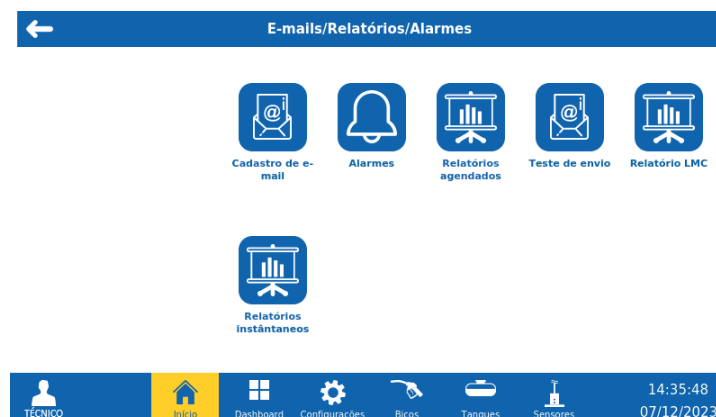 E-mails/Relatórios/Alarmes
Cadastro de e-
mail
Alarmes
Relatórios
agendados
Teste de envio
Relatório LMC
Relatórios
instântaneos
TÉCNICO
Início
Dashboard
Configurações
Bicos
Tanques
Sensores
14:35:48
07/12/2023